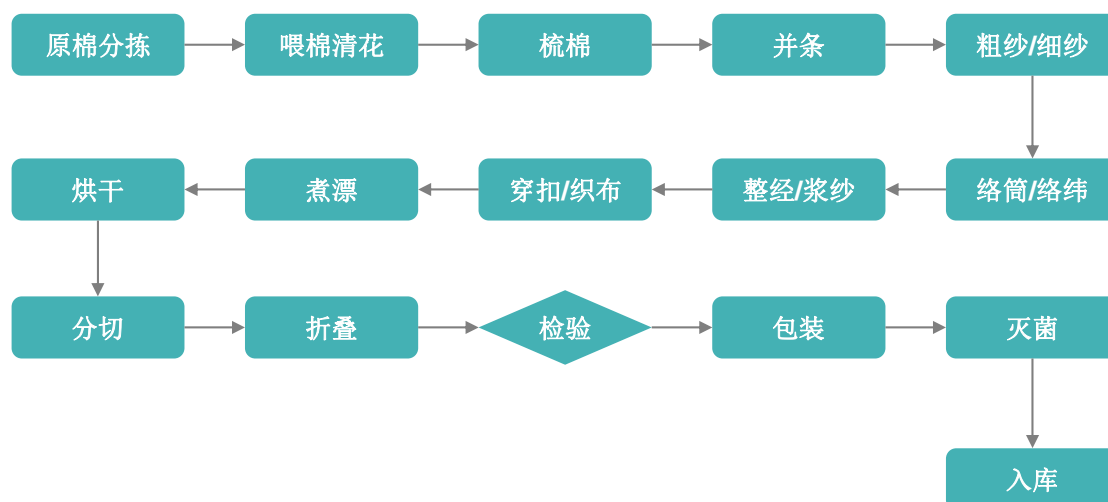 原棉分拣
喂棉清花
梳棉
并条
粗纱/细纱
络筒/络纬
整经/浆纱
穿扣/织布
煮漂
烘干
分切
折叠
检验
包装
灭菌
入库